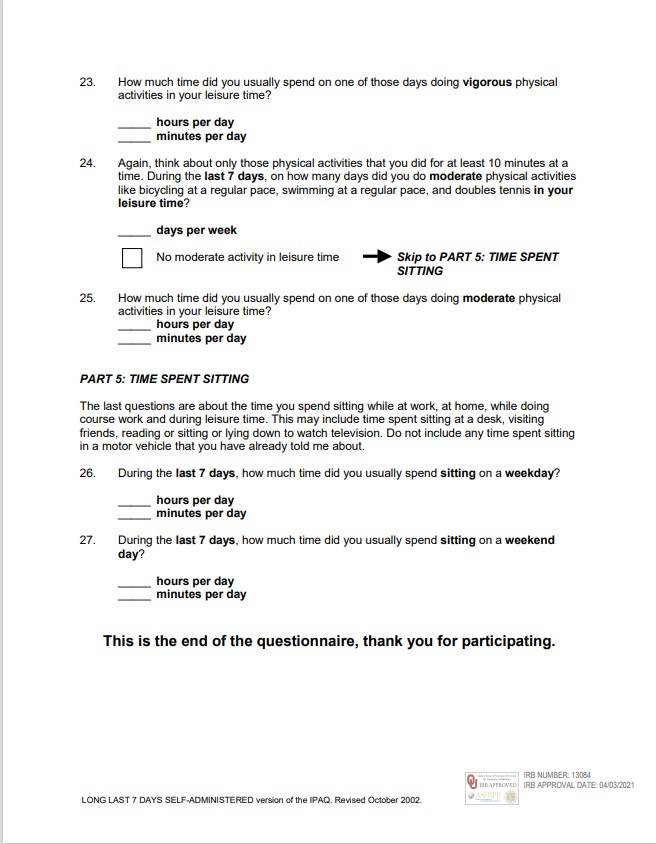 23. How much time did you usually spend on one of those days doing vigorous physical
activities in your leisure time?
_____ hours per day
_____ minutes per day
24. Again, think about only those physical activities that you did for at least 10 minutes at a
time. During the last 7 days, on how many days did you do moderate physical activities
like bicycling at a regular pace, swimming at a regular pace, and doubles tennis in your
leisure time?
_____ days per week
No moderate activity in leisure time Skip to PART 5: TIME SPENT
SITTING
25. How much time did you usually spend on one of those days doing moderate physical
activities in your leisure time?
_____ hours per day
_____ minutes per day
PART 5: TIME SPENT SITTING
The last questions are about the time you spend sitting while at work, at home, while doing
course work and during leisure time. This may include time spent sitting at a desk, visiting
friends, reading or sitting or lying down to watch television. Do not include any time spent sitting
in a motor vehicle that you have already told me about.
26. During the last 7 days, how much time did you usually spend sitting on a weekday?
_____ hours per day
_____ minutes per day
27. During the last 7 days, how much time did you usually spend sitting on a weekend
day?
_____ hours per day
_____ minutes per day
This is the end of the questionnaire, thank you for participating.
IRB APPROVED
IRB NUMBER: 13084
IRB APPROVAL DATE: 04/03/2021
LONG LAST 7 DAYS SELF-ADMINISTERED version of the IPAQ. Revised October 2002.